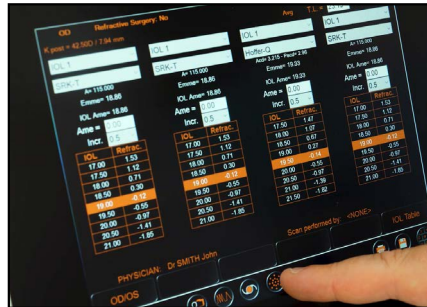 OD Refractive Surgery: No
K post = 42.50D / 7.94 mm
Avg T.L. =
IOL 1 IOL 1 IOL 1 IOL 1
SRK-T SRK-T Hoffer-Q SRK-T
A= 115.000 A= 115.000 A= 115.000
Emme= 18.86 Emme= 18.86 Emme= 19.33 Emme= 18.86
IOL Ame= 18.86 IOL Ame= 18.86 IOL Ame= 19.33 IOL Ame= 18.86
Ame = 0.00 Ame = 0.00 Ame = 0.00 Ame = 0.00
Incr. 0.5 Incr. 0.5 Incr. 0.5 Incr. 0.5
IOL Refrac. IOL Refrac. IOL Refrac. IOL Refrac.
17.00 1.53 17.00 1.53 17.00 1.47 17.00 1.53
17.50 1.12 17.50 1.12 18.00 1.07 17.50 1.12
18.00 0.71 18.00 0.71 18.50 0.67 18.00 0.71
18.50 0.30 18.50 0.30 19.00 0.27 18.50 0.30
19.00 -0.12 19.00 -0.12 19.50 -0.14 19.00 -0.12
19.50 -0.55 19.50 -0.55 20.00 -0.55 19.50 -0.55
20.00 -0.97 20.00 -0.97 20.50 -0.97 20.00 -0.97
20.50 -1.41 20.50 -1.41 21.00 -1.39 20.50 -1.41
21.00 -1.85 21.00 -1.85 -1.82 21.00 -1.85
PHYSICIAN: Dr SMITH John
Scan performed by: <NONE>
OD/OS
IOL Table